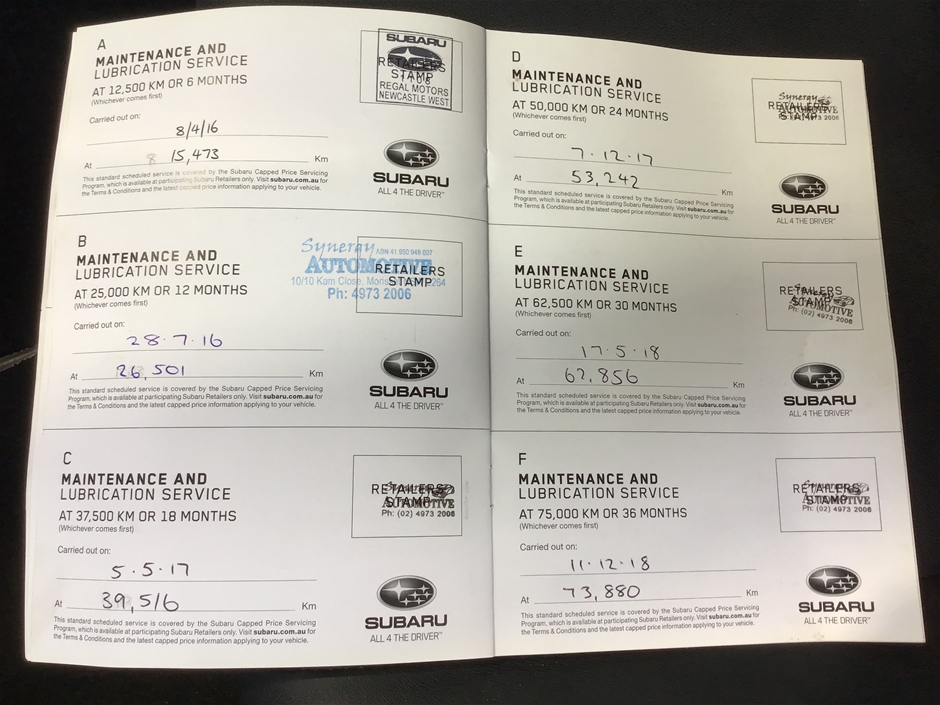 A
MAINTENANCE AND
LUBRICATION SERVICE
AT 12,500 KM OR 6 MONTHS
(Whichever comes first)
Carried out on:
8/4/16
At 15,473 Km
This standard scheduled service is covered by the Subaru Capped Price Servicing
Program, which is available at participating Subaru Retailers only. Visit subaru.com.au for
the Terms & Conditions and the latest capped price information applying to your vehicle.
SUBARU
RETAILERS
STAMP
REGAL MOTORS
NEWCASTLE WEST
SUBARU
ALL 4 THE DRIVER™
B
MAINTENANCE AND
LUBRICATION SERVICE
AT 25,000 KM OR 12 MONTHS
(Whichever comes first)
Carried out on:
28.7.16
At 26,501 Km
This standard scheduled service is covered by the Subaru Capped Price Servicing
Program, which is available at participating Subaru Retailers only. Visit subaru.com.au for
the Terms & Conditions and the latest capped price information applying to your vehicle.
Synergy
AUTOMOTIVE
10/10 Kam Close,
Ph: 4973 2006
RETAILERS
STAMP
SUBARU
ALL 4 THE DRIVER™
C
MAINTENANCE AND
LUBRICATION SERVICE
AT 37,500 KM OR 18 MONTHS
(Whichever comes first)
Carried out on:
5.5.17
At 39,516 Km
This standard scheduled service is covered by the Subaru Capped Price Servicing
Program, which is available at participating Subaru Retailers only. Visit subaru.com.au for
the Terms & Conditions and the latest capped price information applying to your vehicle.
RETAILERS
STAMP
AUTOMOTIVE
Ph: (02) 4973 2006
SUBARU
ALL 4 THE DRIVER™
D
MAINTENANCE AND
LUBRICATION SERVICE
AT 50,000 KM OR 24 MONTHS
(Whichever comes first)
Carried out on:
7.12.17
At 53,242 Km
This standard scheduled service is covered by the Subaru Capped Price Servicing
Program, which is available at participating Subaru Retailers only. Visit subaru.com.au for
the Terms & Conditions and the latest capped price information applying to your vehicle.
Synergy
RETAILERS
AUTOMOTIVE
STAMP
SUBARU
ALL 4 THE DRIVER™
E
MAINTENANCE AND
LUBRICATION SERVICE
AT 62,500 KM OR 30 MONTHS
(Whichever comes first)
Carried out on:
17.5.18
At 62,856 Km
This standard scheduled service is covered by the Subaru Capped Price Servicing
Program, which is available at participating Subaru Retailers only. Visit subaru.com.au for
the Terms & Conditions and the latest capped price information applying to your vehicle.
RETAILERS
STAMP
AUTOMOTIVE
Ph: (02) 4973 2006
SUBARU
ALL 4 THE DRIVER™
F
MAINTENANCE AND
LUBRICATION SERVICE
AT 75,000 KM OR 36 MONTHS
(Whichever comes first)
Carried out on:
11.12.18
At 73,880 Km
This standard scheduled service is covered by the Subaru Capped Price Servicing
Program, which is available at participating Subaru Retailers only. Visit subaru.com.au for
the Terms & Conditions and the latest capped price information applying to your vehicle.
RETAILERS
STAMP
AUTOMOTIVE
Ph: (02) 4973 2006
SUBARU
ALL 4 THE DRIVER™